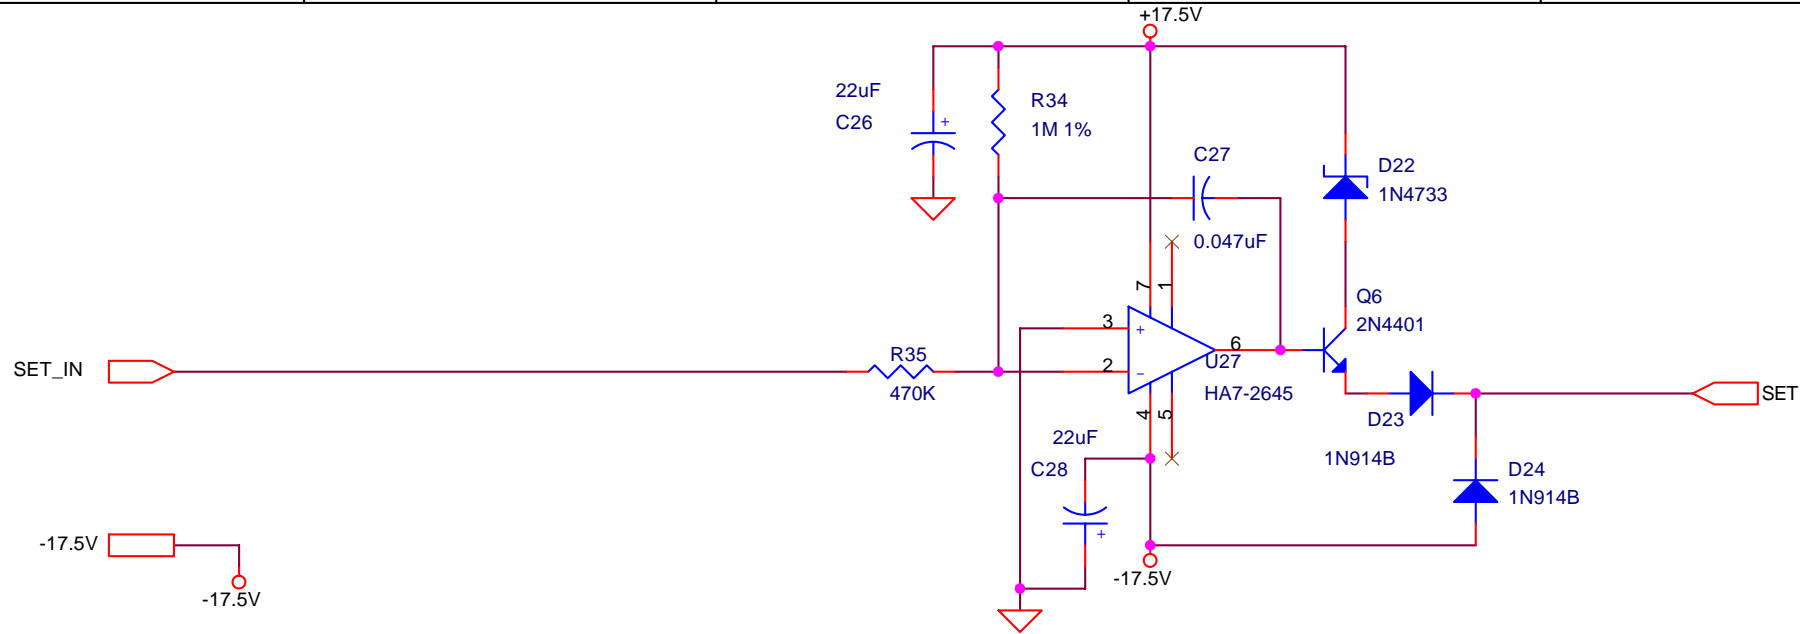 +17.5V
22uF
C26
+
R34
1M 1%
C27
0.047uF
D22
1N4733
7
1
Q6
2N4401
3
+
6
SET_IN
R35
470K
2
−
U27
HA7-2645
4
5
SET
D23
1N914B
22uF
C28
+
D24
1N914B
-17.5V
-17.5V
-17.5V